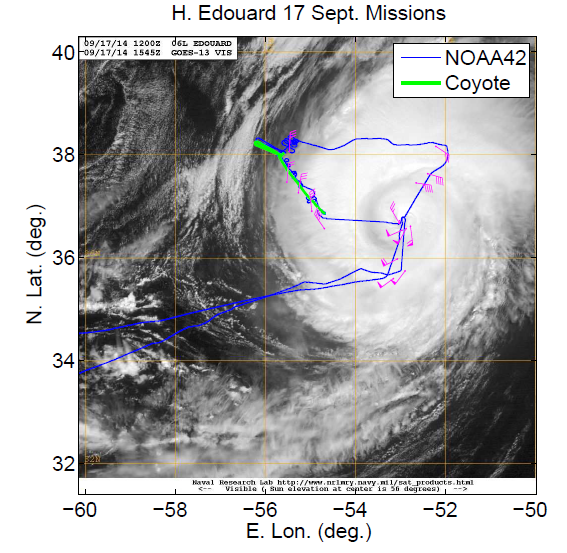 H. Edouard 17 Sept. Missions
09/17/14 1200Z 06L EDOUARD
09/17/14 1545Z GOES-13 VIS
NOAA42
Coyote
40
38
36
34
32
N. Lat. (deg.)
32N
Naval Research Lab http://www.nrlmry.navy.mil/sat_products.html
<-- Visible ( Sun elevation at center is 56 degrees) -->
−60 −58 −56 −54 −52 −50
E. Lon. (deg.)